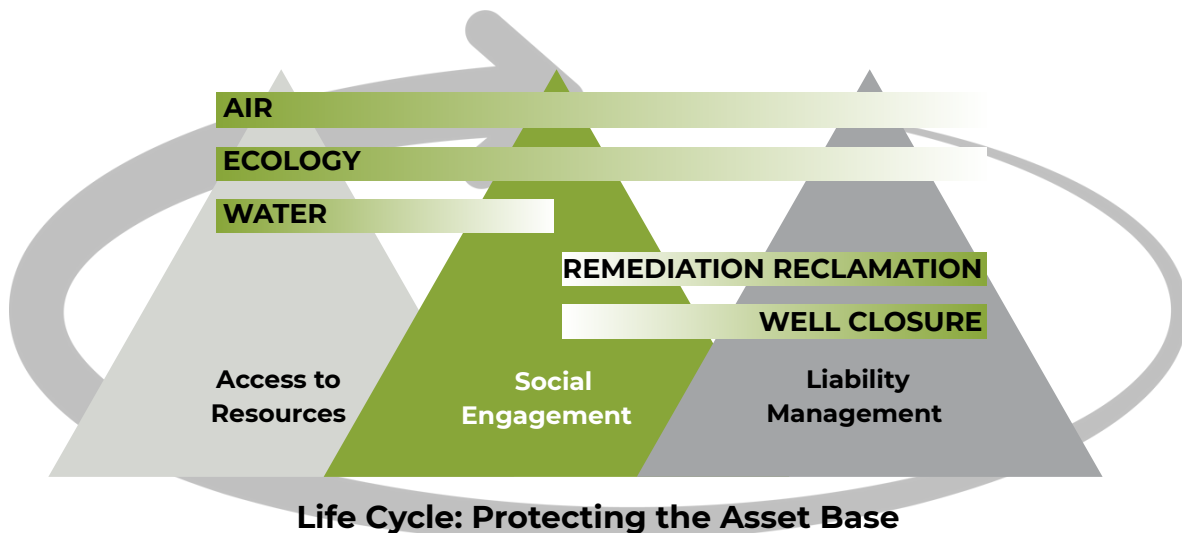 AIR
ECOLOGY
WATER
REMEDIATION RECLAMATION
WELL CLOSURE
Access to
Resources
Social
Engagement
Liability
Management
Life Cycle: Protecting the Asset Base